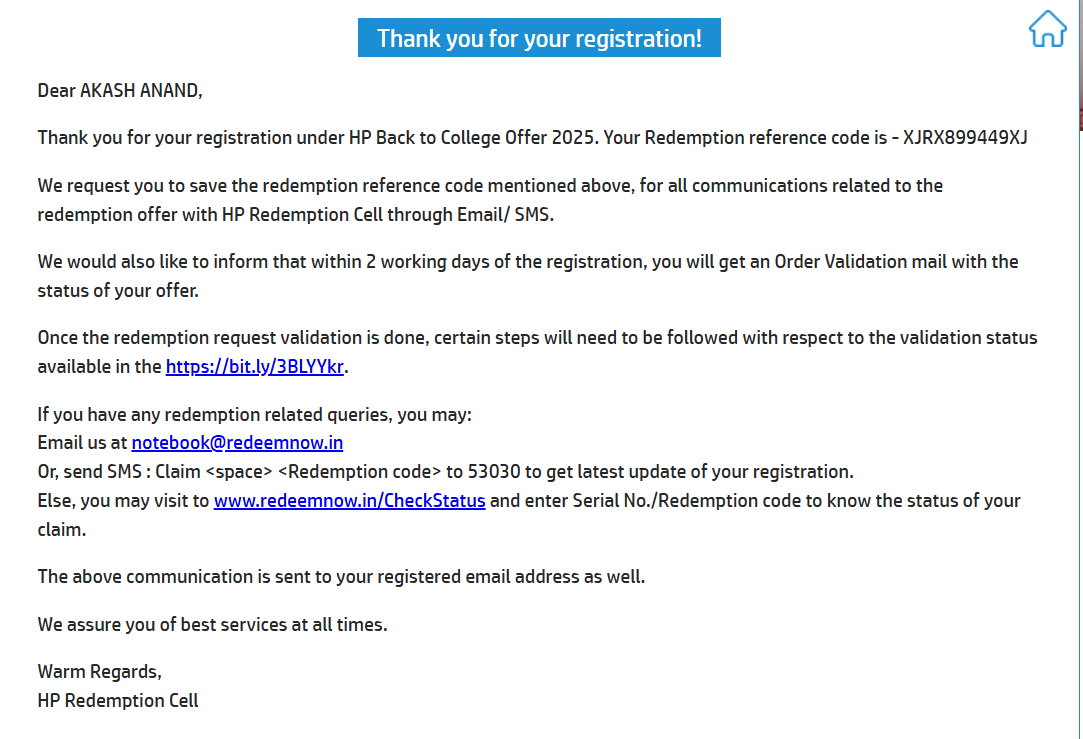 Thank you for your registration!
Dear AKASH ANAND,
Thank you for your registration under HP Back to College Offer 2025. Your Redemption reference code is - XJRX899449XJ
We request you to save the redemption reference code mentioned above, for all communications related to the
redemption offer with HP Redemption Cell through Email/ SMS.
We would also like to inform that within 2 working days of the registration, you will get an Order Validation mail with the
status of your offer.
Once the redemption request validation is done, certain steps will need to be followed with respect to the validation status
available in the https://bit.ly/3BLYYkr.
If you have any redemption related queries, you may:
Email us at notebook@redeemnow.in
Or, send SMS : Claim <space> <Redemption code> to 53030 to get latest update of your registration.
Else, you may visit to www.redeemnow.in/CheckStatus and enter Serial No./Redemption code to know the status of your
claim.
The above communication is sent to your registered email address as well.
We assure you of best services at all times.
Warm Regards,
HP Redemption Cell